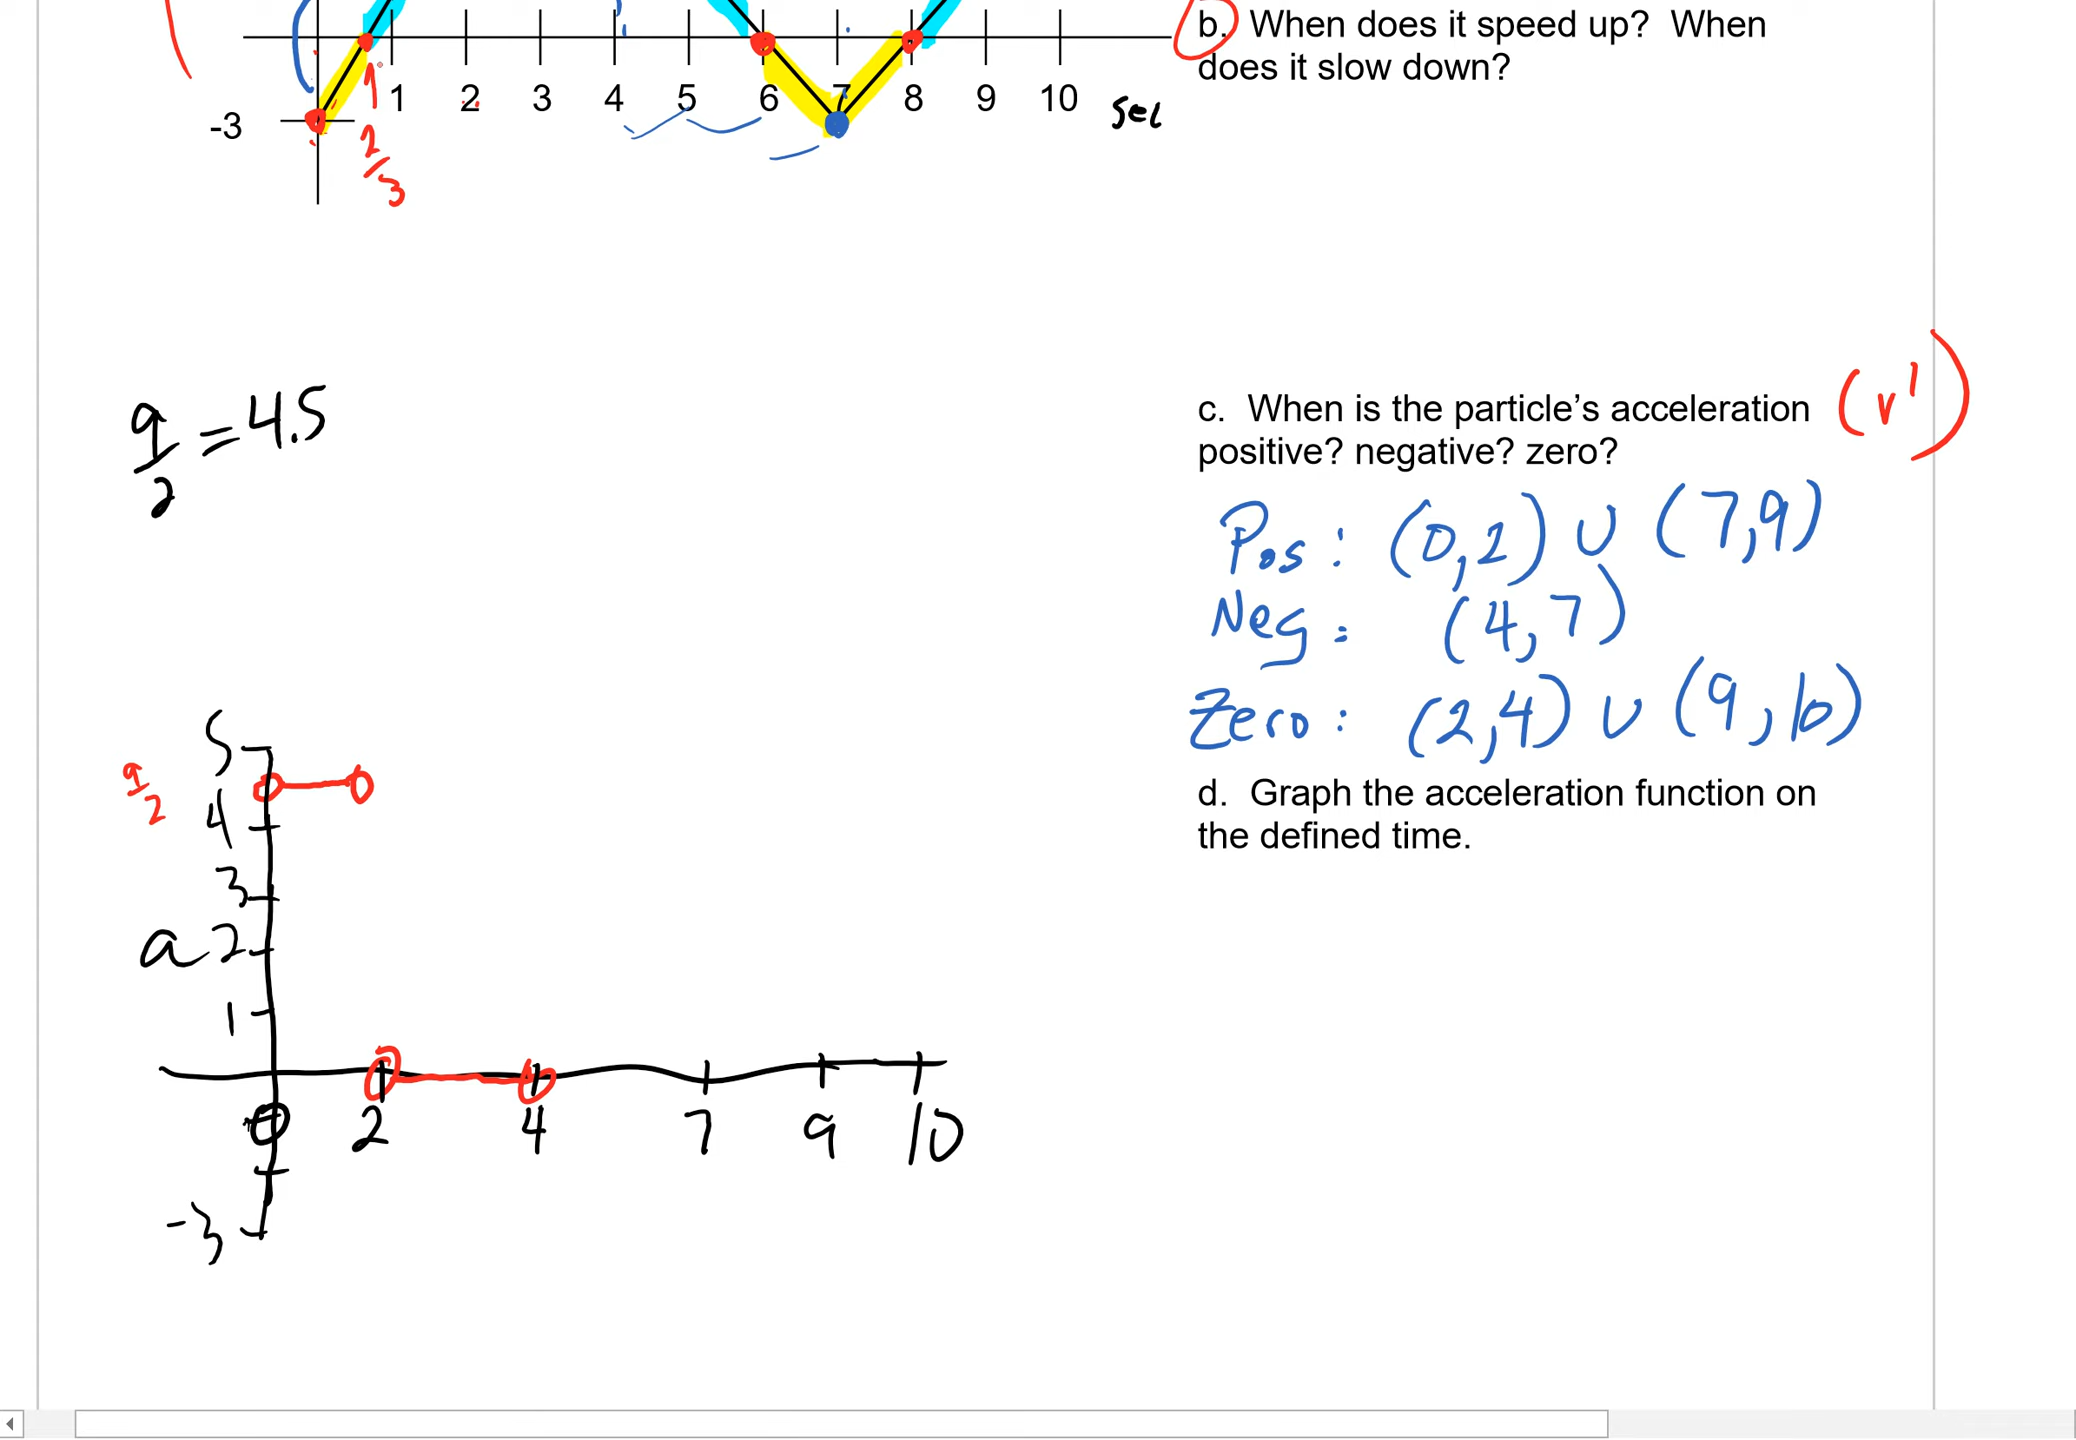 b. When does it speed up? When
does it slow down?
1 2 3 4 5 6 7 8 9 10 sec
-3
2/3
c. When is the particle’s acceleration (v')
positive? negative? zero?
9/2 = 4.5
Pos: (0,2) ∪ (7,9)
Neg: (4,7)
Zero: (2,4) ∪ (9,10)
d. Graph the acceleration function on
the defined time.
5
9/2
4
3
a 2
1
0 2 4 7 9 10
-3